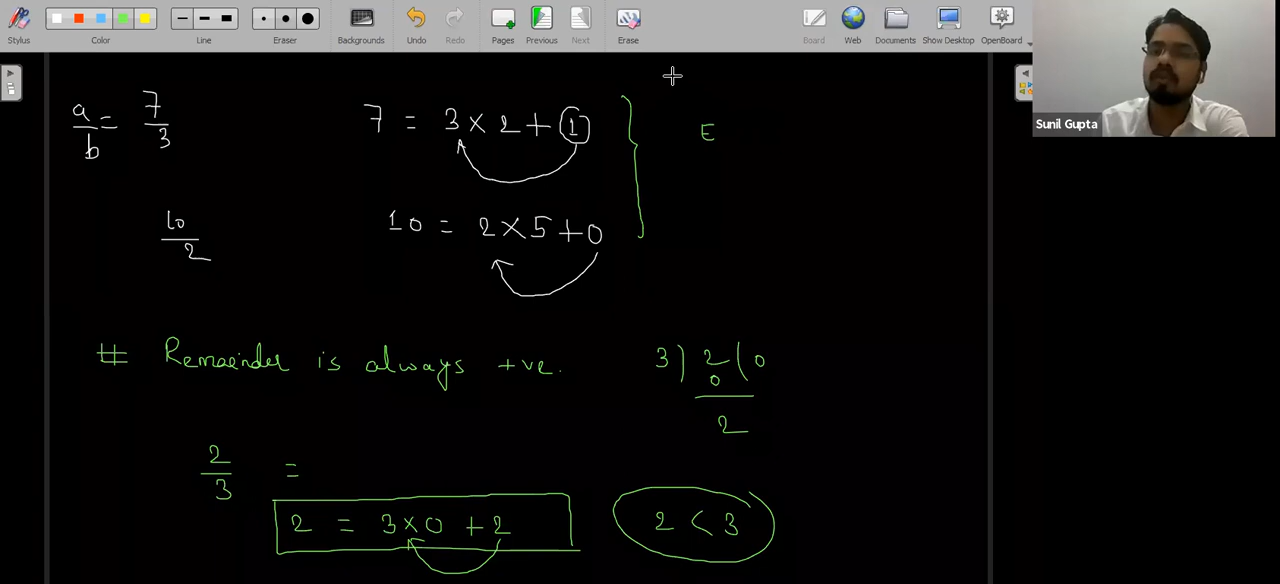 Stylus
Color
Line
Eraser
Backgrounds
Undo
Redo
Pages
Previous
Next
Erase
Board
Web
Documents
Show Desktop
OpenBoard
Sunil Gupta
a/b = 7/3
7 = 3 × 2 + 1
E
10/2
10 = 2 × 5 + 0
# Remainder is always +ve.
3) 2 (0
0
2
2/3 =
2 = 3×0 + 2
2 < 3